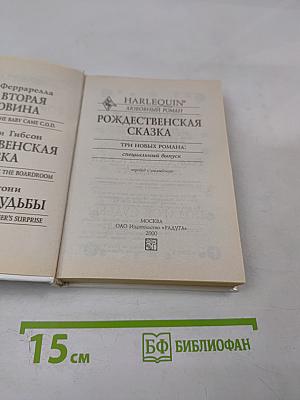 Феррарелла
ВТОРАЯ
ОВИНА
HE BABY CAME C.O.D.
Гибсон
ВЕНСКАЯ
КА
THE BOARDROOM
тони
УДЬБЫ
ER'S SURPRISE
HARLEQUIN®
ЛЮБОВНЫЙ РОМАН
РОЖДЕСТВЕНСКАЯ
СКАЗКА
ТРИ НОВЫХ РОМАНА:
специальный выпуск
МОСКВА
ОАО Издательство «РАДУГА»
2000
15 см
БФ БИБЛИОФАН